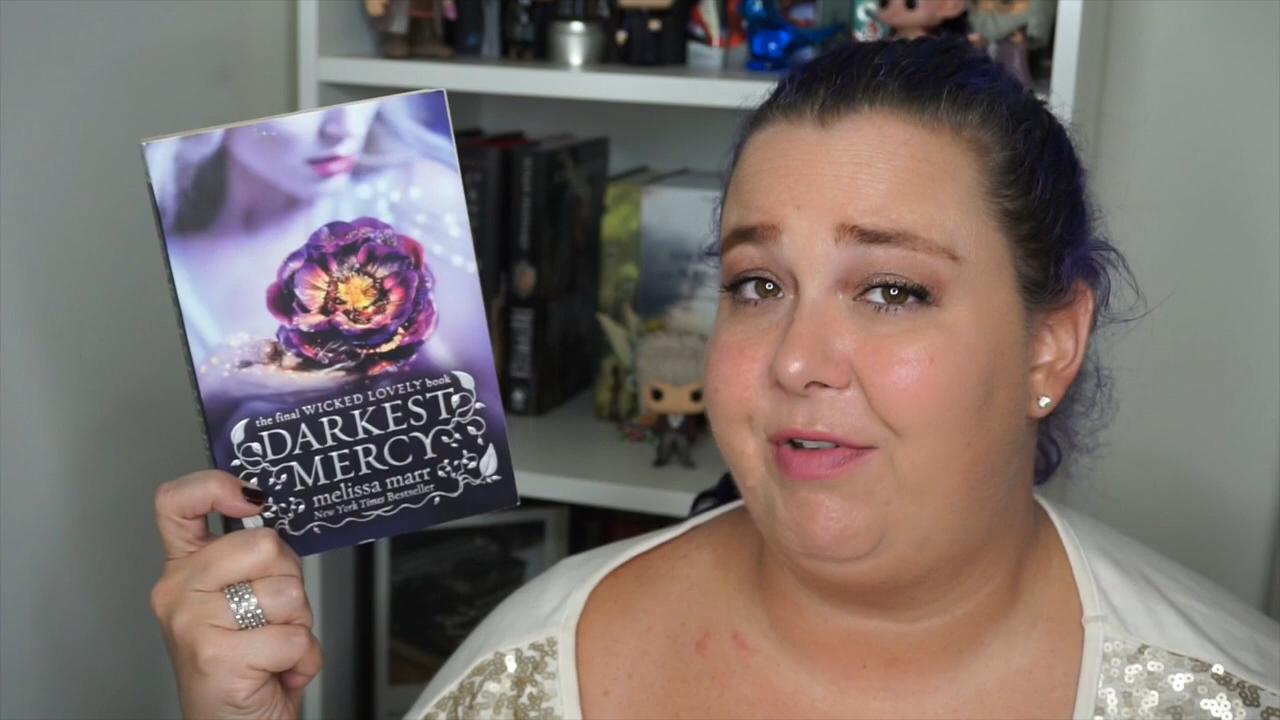 the final WICKED LOVELY book
DARKEST
MERCY
melissa marr
New York Times Bestseller